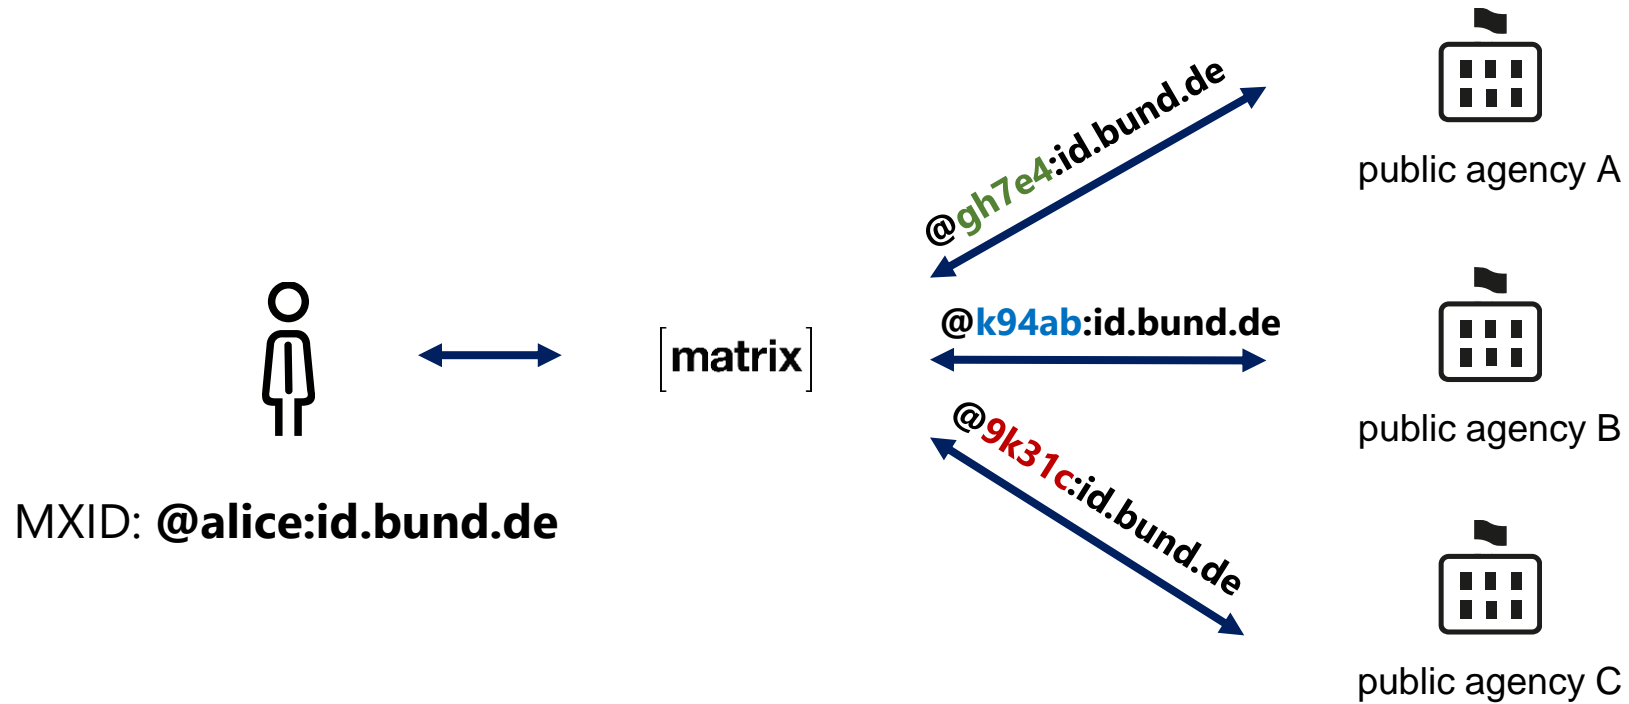 @gh7e4:id.bund.de
public agency A
@k94ab:id.bund.de
[matrix]
public agency B
@9k31c:id.bund.de
MXID: @alice:id.bund.de
public agency C